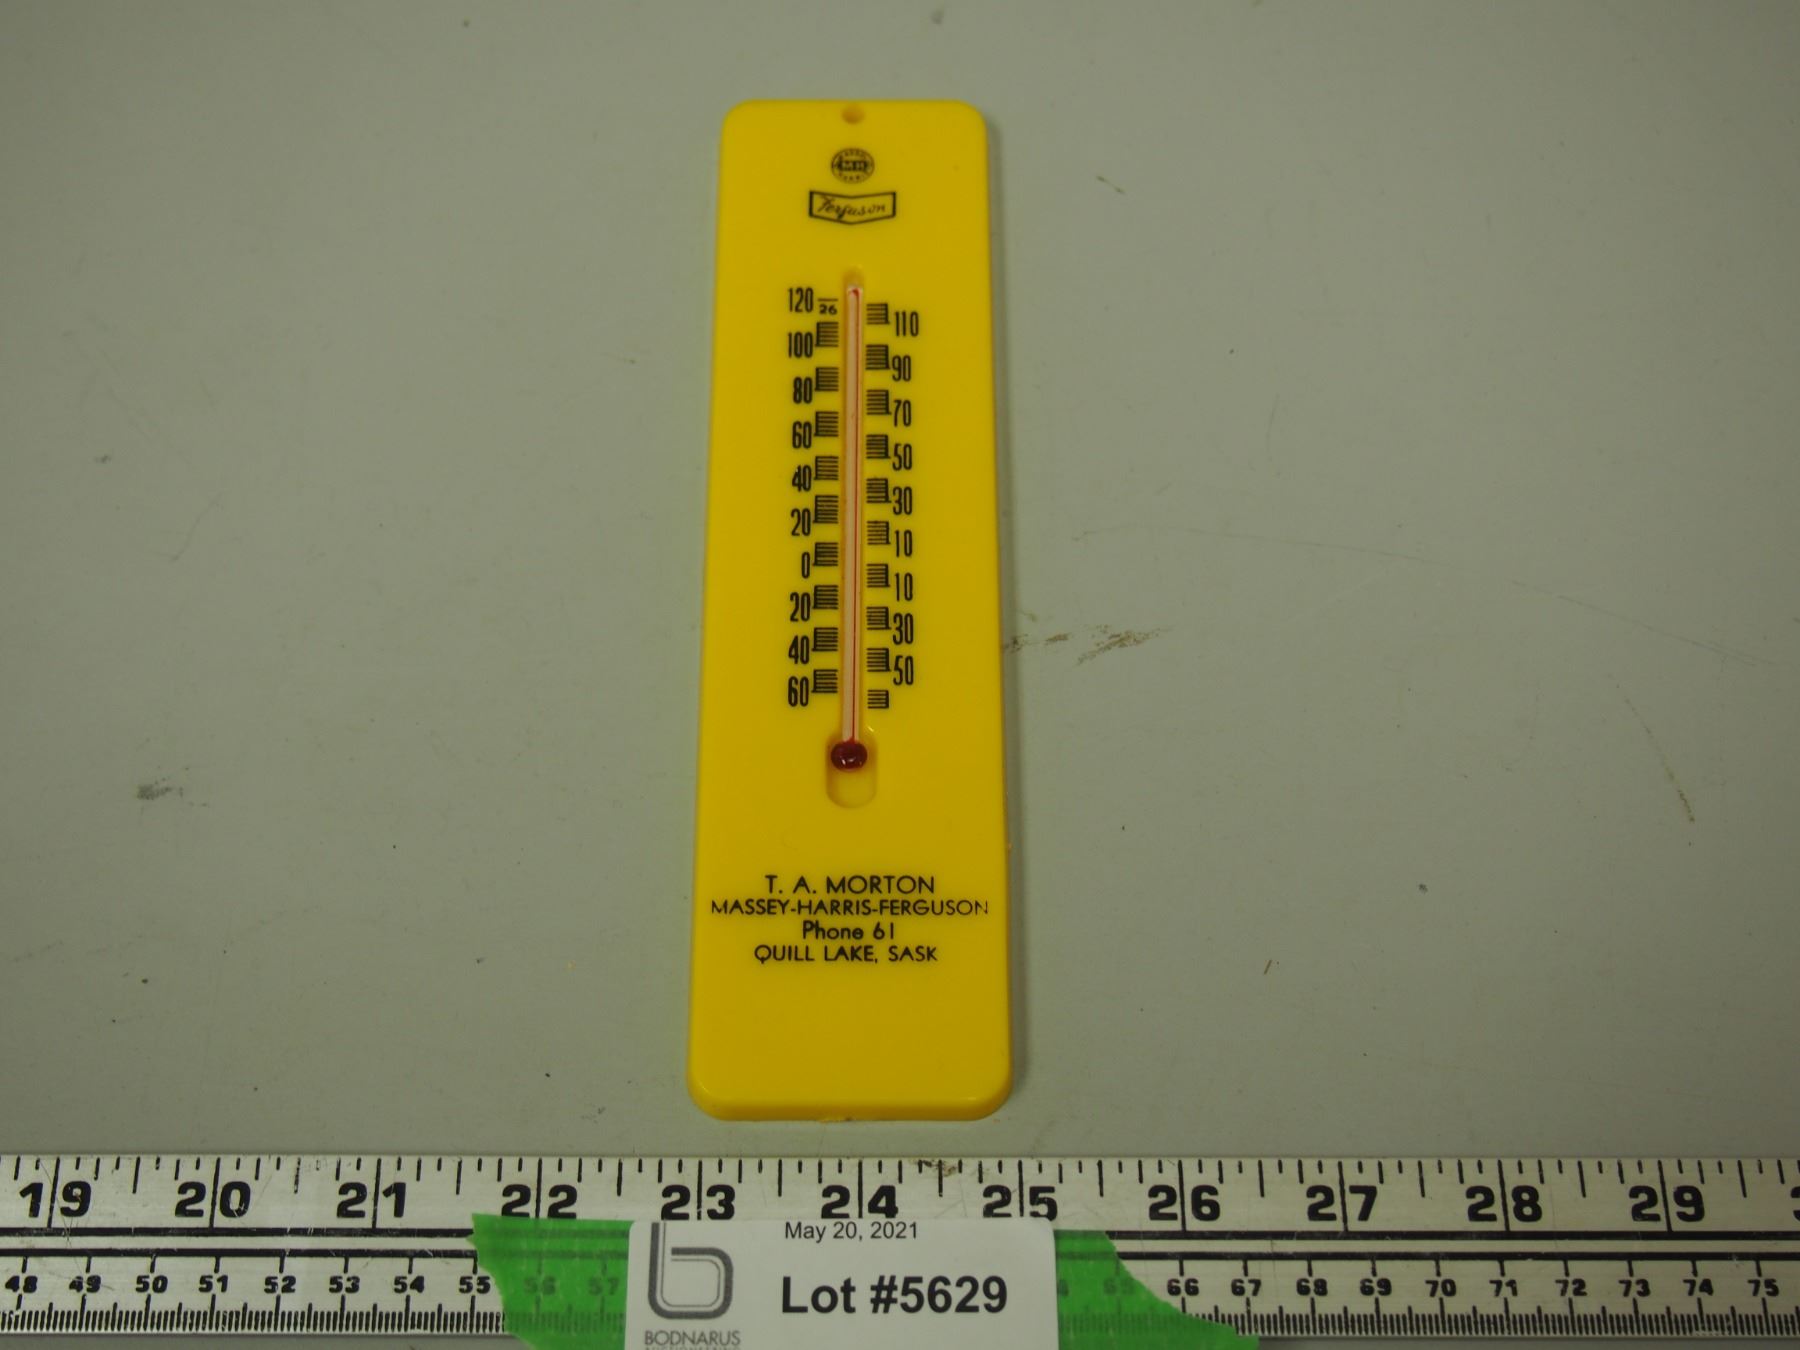 MH
Ferguson
120 26
110
100
90
80
70
60
50
40
30
20
10
0
10
20
30
40
50
60
T. A. MORTON
MASSEY-HARRIS-FERGUSON
Phone 61
QUILL LAKE, SASK
19 20 21 22 23 24 25 26 27 28 29
May 20, 2021
Lot #5629
BODNARUS
48 49 50 51 52 53 54 55 56 57 65 66 67 68 69 70 71 72 73 74 75